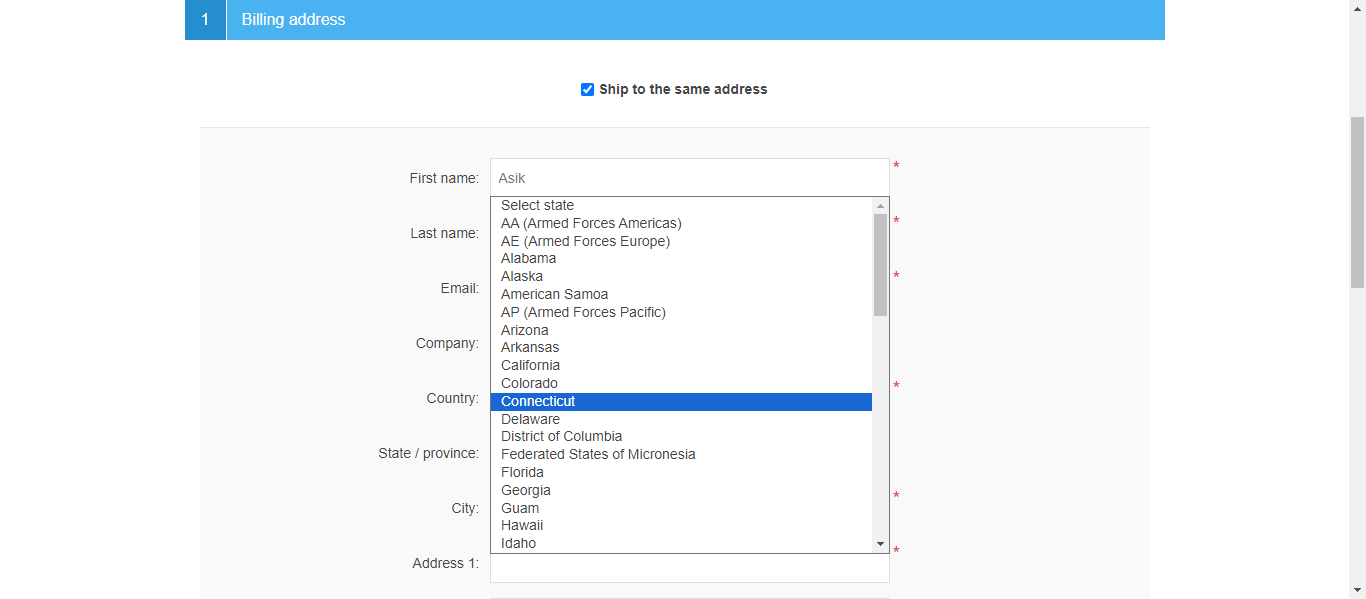 1 Billing address
Ship to the same address
First name: Asik *
Select state
AA (Armed Forces Americas)
Last name: *
AE (Armed Forces Europe)
Alabama
Alaska
Email: *
American Samoa
AP (Armed Forces Pacific)
Arizona
Company:
Arkansas
California
Colorado
Country: *
Connecticut
Delaware
District of Columbia
State / province:
Federated States of Micronesia
Florida
Georgia
City: *
Guam
Hawaii
Idaho
Address 1: *